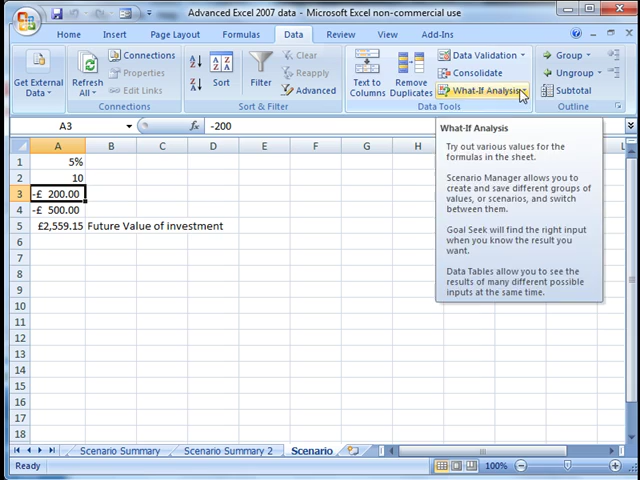 Advanced Excel 2007 data - Microsoft Excel non-commercial use
Home Insert Page Layout Formulas Data Review View Add-Ins
Get External Data
Refresh All
Connections
Properties
Edit Links
Connections
Sort
Filter
Clear
Reapply
Advanced
Sort & Filter
Text to Columns
Remove Duplicates
Data Validation
Consolidate
What-If Analysis
Data Tools
Group
Ungroup
Subtotal
Outline
A3 fx -200
A B C D E F G H L
1 5%
2 10
3 -£ 200.00
4 -£ 500.00
5 £2,559.15 Future Value of investment
6
7
8
9
10
11
12
13
14
15
16
17
18
What-If Analysis
Try out various values for the
formulas in the sheet.
Scenario Manager allows you to
create and save different groups of
values, or scenarios, and switch
between them.
Goal Seek will find the right input
when you know the result you
want.
Data Tables allow you to see the
results of many different possible
inputs at the same time.
Scenario Summary Scenario Summary 2 Scenario
Ready 100%